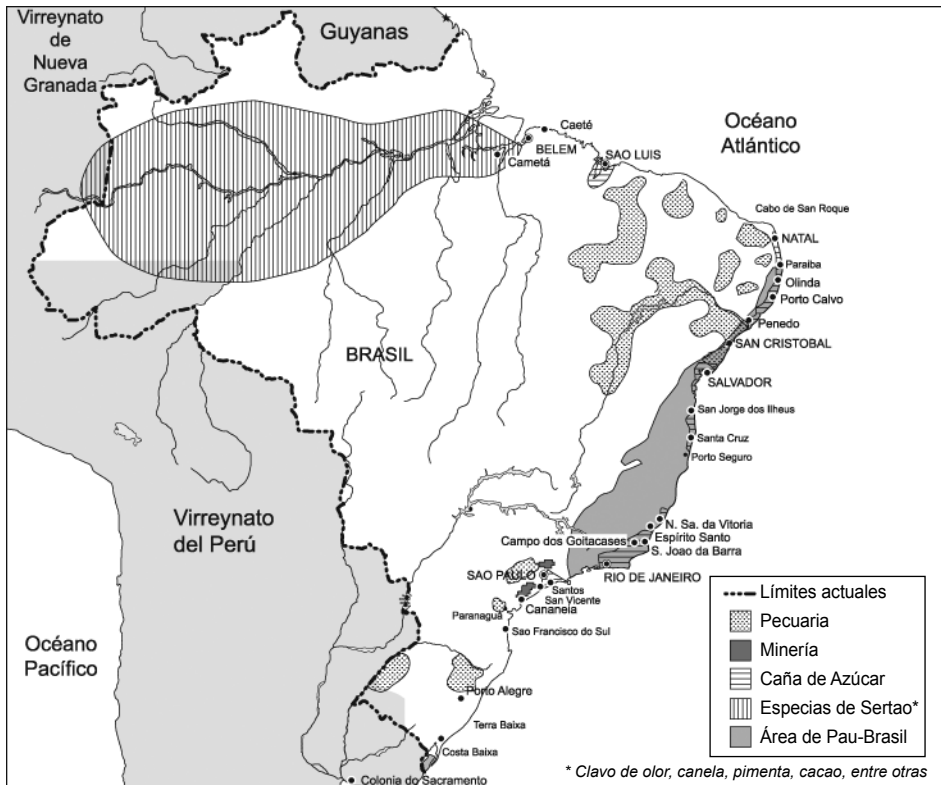 Virreynato
de
Nueva
Granada
Guyanas
Océano
Atlántico
Caeté
BELEM
Cametá
SAO LUIS
Cabo de San Roque
NATAL
Paraiba
Olinda
Porto Calvo
Penedo
SAN CRISTOBAL
BRASIL
SALVADOR
San Jorge dos Ilheus
Santa Cruz
Porto Seguro
Virreynato
del Perú
N. Sa. da Vitoria
Campo dos Goitacases
Espírito Santo
S. Joao da Barra
SAO PAULO
RIO DE JANEIRO
Santos
San Vicente
Cananeia
Paranaguá
Sao Francisco do Sul
Océano
Pacífico
Porto Alegre
Terra Baixa
Costa Baixa
Colonia do Sacramento
Límites actuales
Pecuaria
Minería
Caña de Azúcar
Especias de Sertao*
Área de Pau-Brasil
* Clavo de olor, canela, pimenta, cacao, entre otras